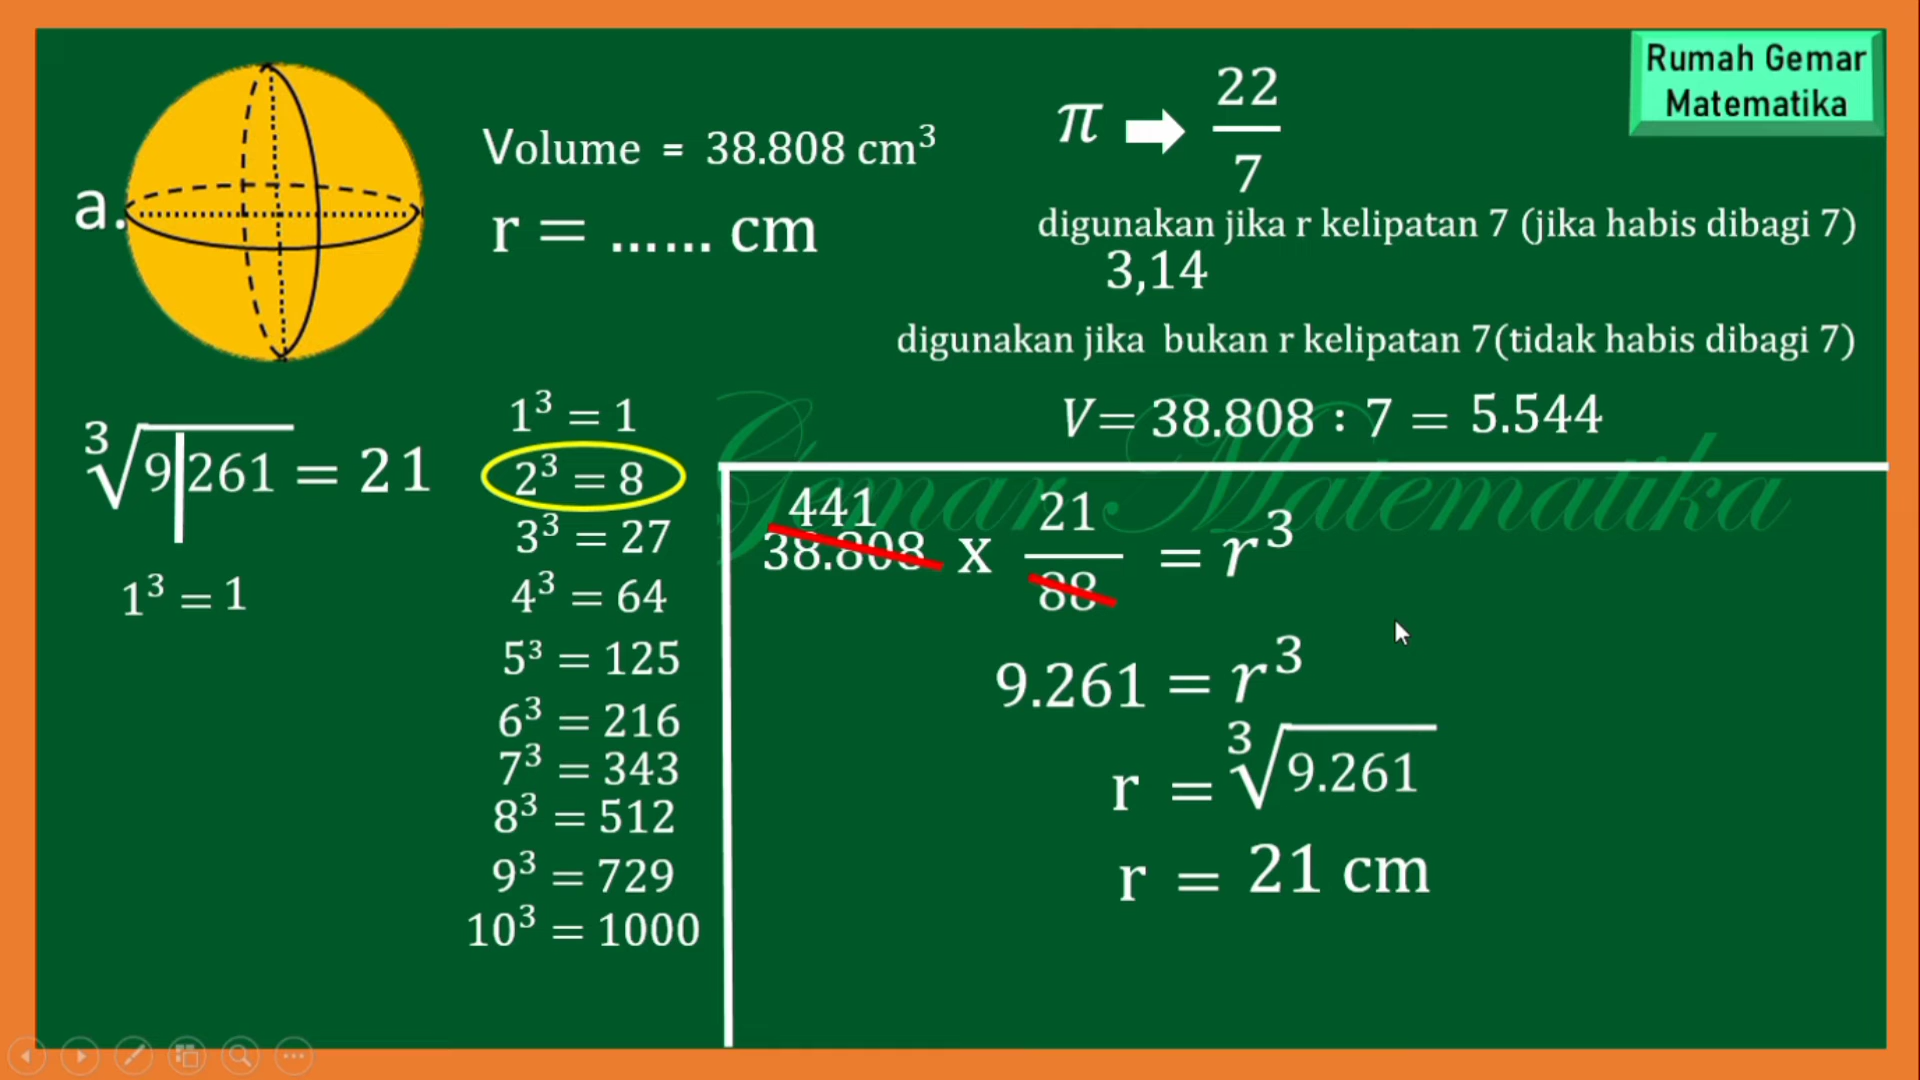 Rumah Gemar
Matematika
a.
Volume = 38.808 cm³
r = ...... cm
π ➡ 22/7
digunakan jika r kelipatan 7 (jika habis dibagi 7)
3,14
digunakan jika bukan r kelipatan 7(tidak habis dibagi 7)
V= 38.808 : 7 = 5.544
Gemar Matematika
∛9|261 = 21
1³ = 1
1³ = 1
2³ = 8
3³ = 27
4³ = 64
5³ = 125
6³ = 216
7³ = 343
8³ = 512
9³ = 729
10³ = 1000
441
38.808 x 21/88 = r³
9.261 = r³
r = ∛9.261
r = 21 cm